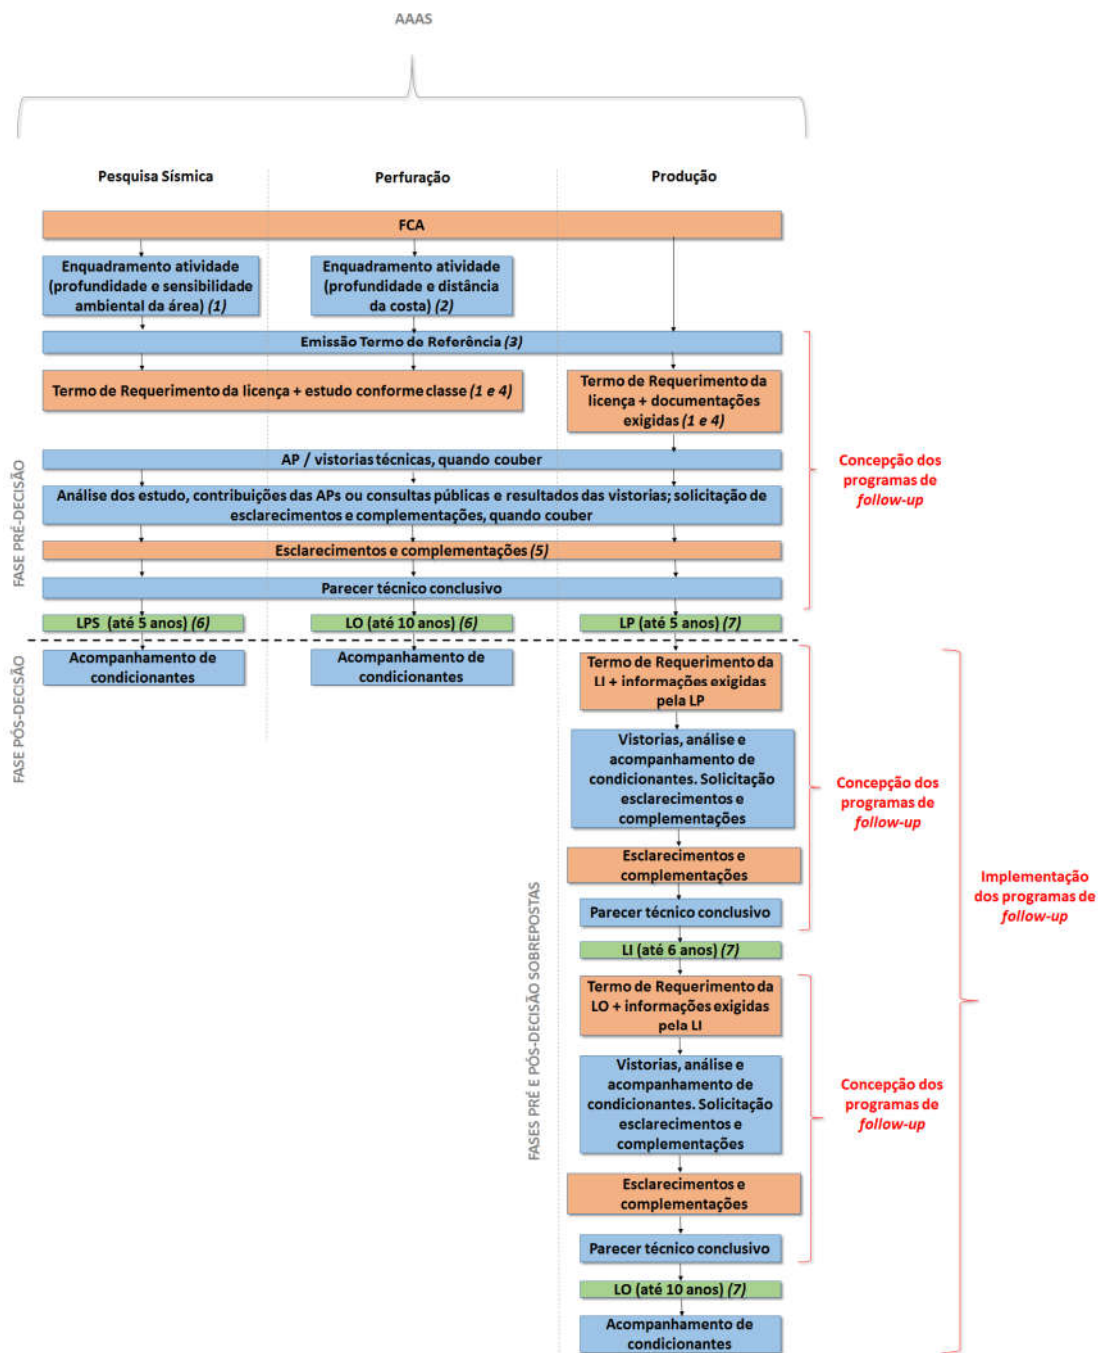 AAAS
Pesquisa Sísmica
Perfuração
Produção
FCA
Enquadramento atividade
(profundidade e sensibilidade
ambiental da área) (1)
Enquadramento atividade
(profundidade e distância
da costa) (2)
Emissão Termo de Referência (3)
Termo de Requerimento da licença + estudo conforme classe (1 e 4)
Termo de Requerimento da
licença + documentações
exigidas (1 e 4)
AP / vistorias técnicas, quando couber
Análise dos estudo, contribuições das APs ou consultas públicas e resultados das vistorias; solicitação de
esclarecimentos e complementações, quando couber
Esclarecimentos e complementações (5)
Parecer técnico conclusivo
LPS (até 5 anos) (6)
LO (até 10 anos) (6)
LP (até 5 anos) (7)
FASE PRÉ-DECISÃO
Concepção dos
programas de
follow-up
FASE PÓS-DECISÃO
Acompanhamento de
condicionantes
Acompanhamento de
condicionantes
Termo de Requerimento da
LI + informações exigidas
pela LP
Vistorias, análise e
acompanhamento de
condicionantes. Solicitação
esclarecimentos e
complementações
Esclarecimentos e
complementações
Parecer técnico conclusivo
Concepção dos
programas de
follow-up
LI (até 6 anos) (7)
FASES PRÉ E PÓS-DECISÃO SOBREPOSTAS
Termo de Requerimento da
LO + informações exigidas
pela LI
Vistorias, análise e
acompanhamento de
condicionantes. Solicitação
esclarecimentos e
complementações
Esclarecimentos e
complementações
Parecer técnico conclusivo
Concepção dos
programas de
follow-up
LO (até 10 anos) (7)
Acompanhamento de
condicionantes
Implementação
dos programas de
follow-up